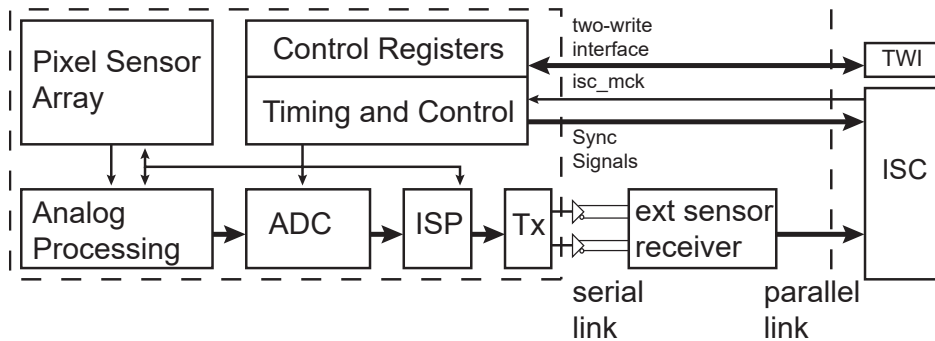 Pixel Sensor
Array
Control Registers
Timing and Control
two-write
interface
isc_mck
Sync
Signals
TWI
ISC
Analog
Processing
ADC
ISP
Tx
ext sensor
receiver
serial
link
parallel
link